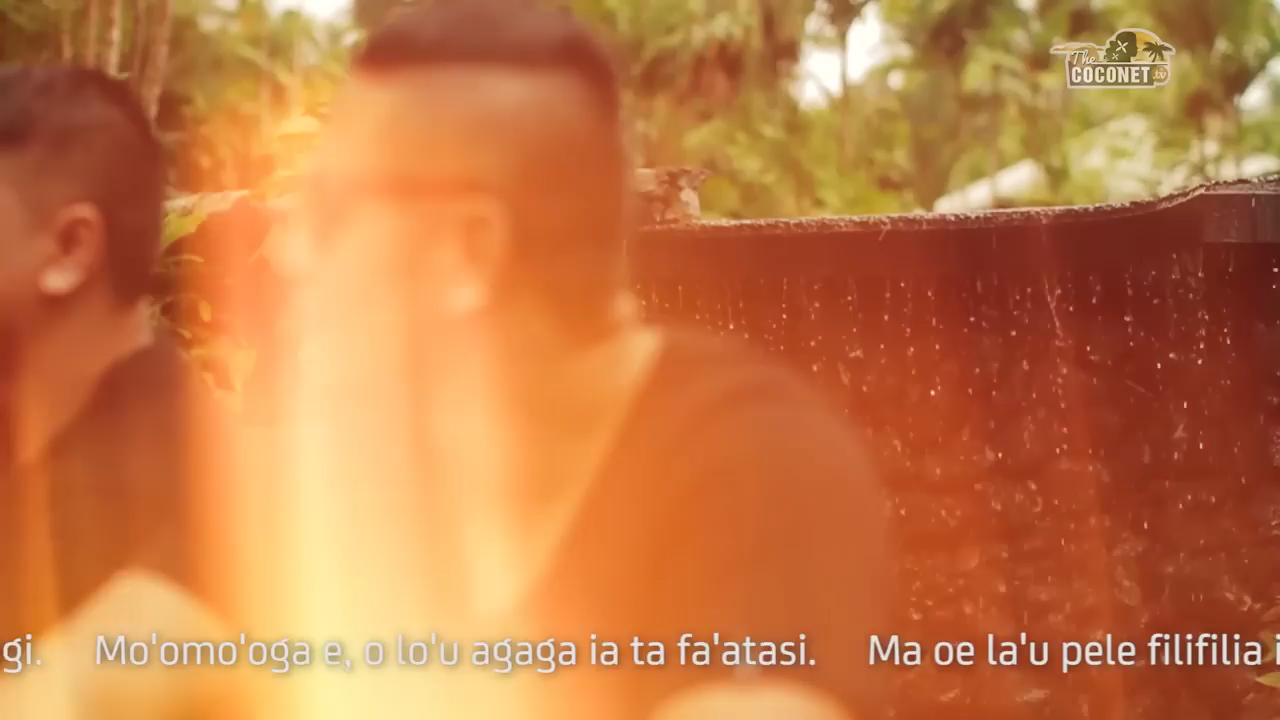 The
COCONET.tv
gi. Mo'omo'oga e, o lo'u agaga ia ta fa'atasi. Ma oe la'u pele filifilia i